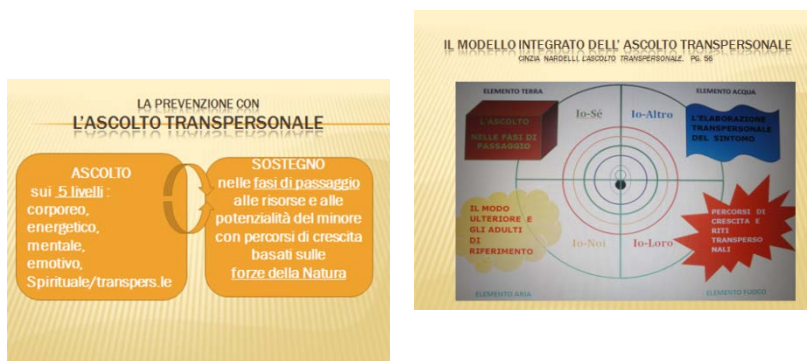 LA PREVENZIONE CON
L'ASCOLTO TRANSPERSONALE
ASCOLTO
sui 5 livelli :
corporeo,
energetico,
mentale,
emotivo,
Spirituale/transpers.le
SOSTEGNO
nelle fasi di passaggio
alle risorse e alle
potenzialità del minore
con percorsi di crescita
basati sulle
forze della Natura
IL MODELLO INTEGRATO DELL' ASCOLTO TRANSPERSONALE
CINZIA NARDELLI, L'ASCOLTO TRANSPERSONALE. PG. 56
ELEMENTO TERRA
ELEMENTO ACQUA
L'ASCOLTO
NELLE FASI DI
PASSAGGIO
Io-Sé
Io-Altro
L'ELABORAZIONE
TRANSPERSONALE
DEL SINTOMO
IL MODO
ULTERIORE E
GLI ADULTI
DI
RIFERIMENTO
Io-Noi
Io-Loro
PERCORSI DI
CRESCITA E
RITI
TRANSPERSO
NALI
ELEMENTO ARIA
ELEMENTO FUOCO